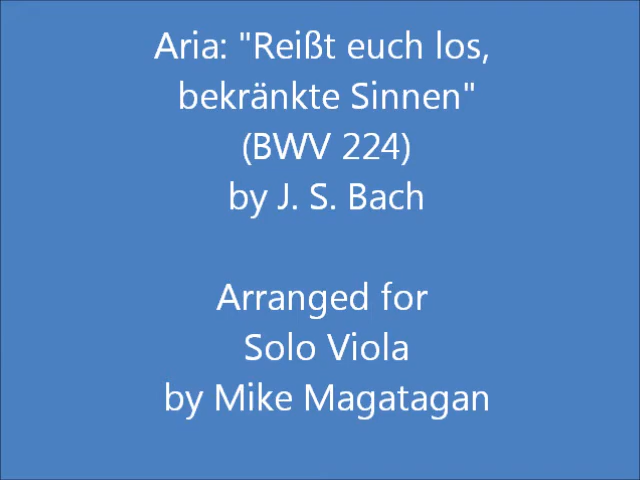 Aria: "Reißt euch los,
bekränkte Sinnen"
(BWV 224)
by J. S. Bach
Arranged for
Solo Viola
by Mike Magatagan